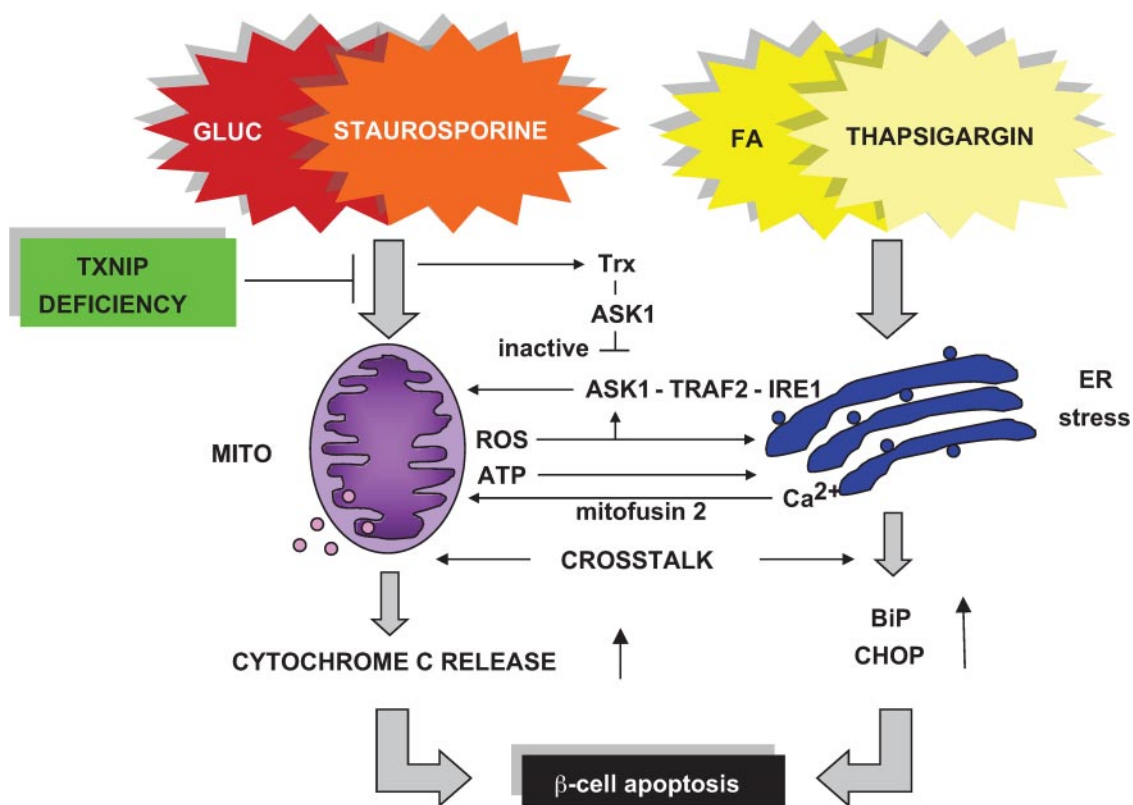 GLUC
STAUROSPORINE
FA
THAPSIGARGIN
TXNIP
DEFICIENCY
Trx
ASK1
inactive
ASK1 - TRAF2 - IRE1
ER
stress
MITO
ROS
ATP
Ca2+
mitofusin 2
CROSSTALK
BiP
CHOP
CYTOCHROME C RELEASE
β-cell apoptosis